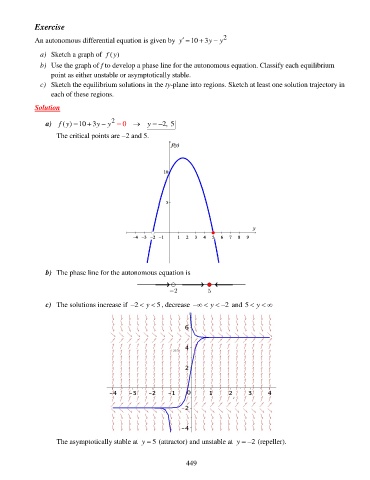 Exercise
An autonomous differential equation is given by y' = 10 + 3y − y²
a) Sketch a graph of f(y)
b) Use the graph of f to develop a phase line for the autonomous equation. Classify each equilibrium
point as either unstable or asymptotically stable.
c) Sketch the equilibrium solutions in the ty-plane into regions. Sketch at least one solution trajectory in
each of these regions.
Solution
a) f(y) = 10 + 3y − y² = 0 → y = −2, 5
The critical points are −2 and 5.
f(y)
10
5
y
-4 -3 -2 -1 1 2 3 4 5 6 7 8 9
b) The phase line for the autonomous equation is
−2 5
c) The solutions increase if −2 < y < 5, decrease −∞ < y < −2 and 5 < y < ∞
6
4
2
-4 -3 -2 -1 0 1 2 3 4
-2
-4
The asymptotically stable at y = 5 (attractor) and unstable at y = −2 (repeller).
449